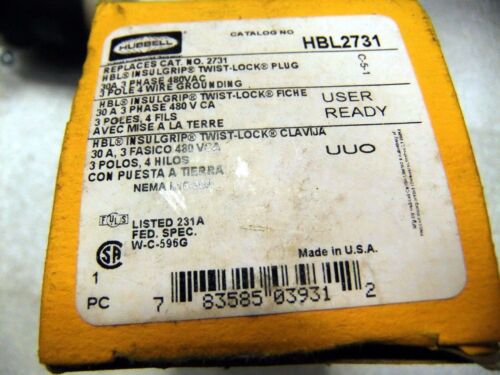 HUBBELL
CATALOG NO
HBL2731
REPLACES CAT. NO. 2731
HBL® INSULGRIP® TWIST-LOCK® PLUG
30A 3 PHASE 480VAC
3 POLE 4 WIRE GROUNDING
HBL® INSULGRIP® TWIST-LOCK® FICHE
30 A 3 PHASE 480 V CA
3 POLES, 4 FILS
AVEC MISE A LA TERRE
HBL® INSULGRIP® TWIST-LOCK® CLAVIJA
30 A, 3 FASICO 480 VCA
3 POLOS, 4 HILOS
CON PUESTA A TIERRA
NEMA
C-5-1
USER
READY
UUO
LISTED 231A
FED. SPEC.
W-C-596G
Made in U.S.A.
1
PC
7 83585 03931 2